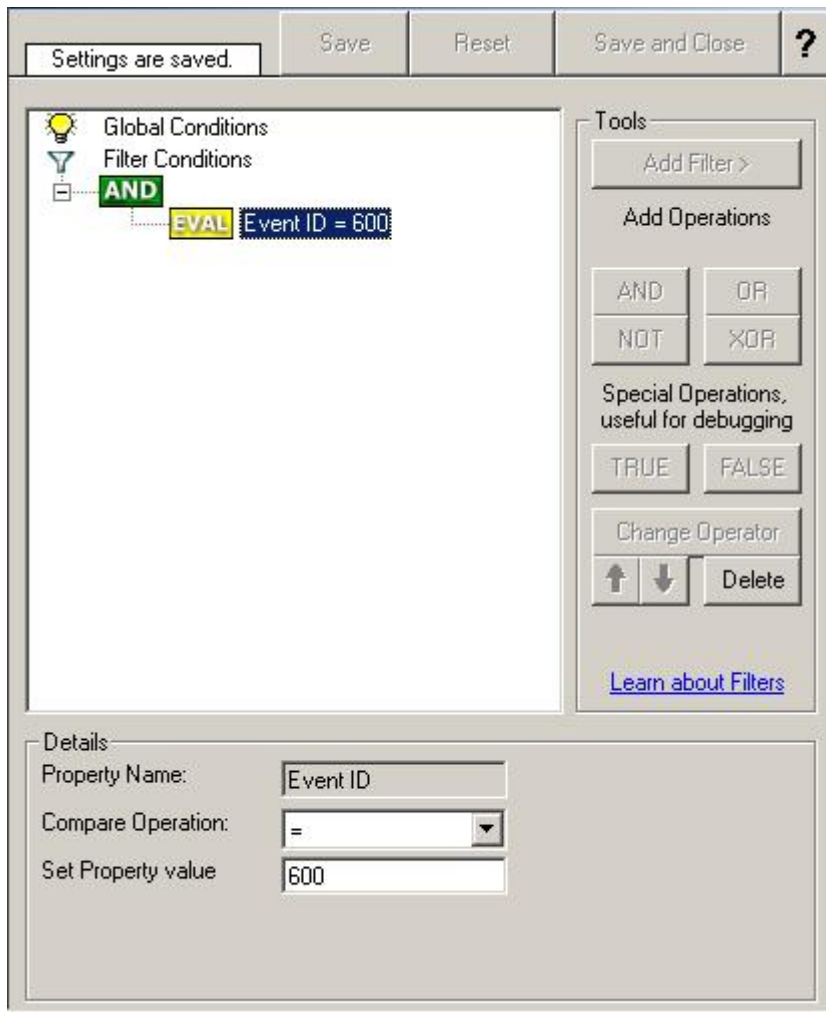 Settings are saved.
Save
Reset
Save and Close
?
Global Conditions
Filter Conditions
AND
EVAL Event ID = 600
Tools
Add Filter >
Add Operations
AND
OR
NOT
XOR
Special Operations,
useful for debugging
TRUE
FALSE
Change Operator
Delete
Learn about Filters
Details
Property Name:
Event ID
Compare Operation:
=
Set Property value
600